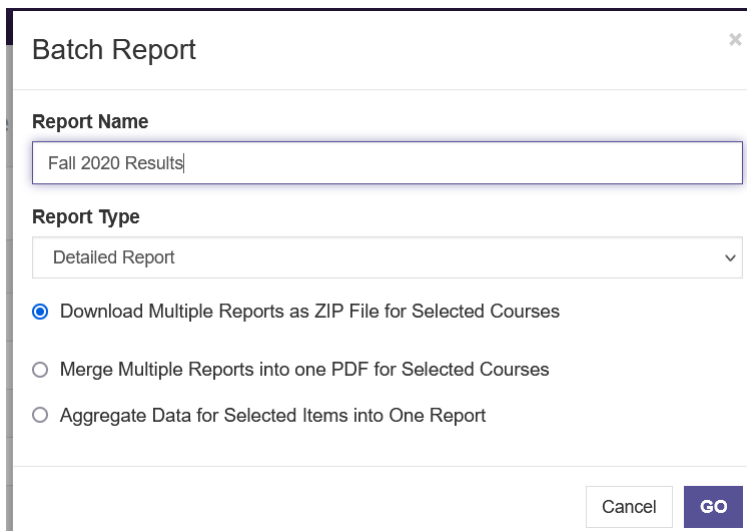 Batch Report
×
Report Name
Fall 2020 Results
Report Type
Detailed Report
Download Multiple Reports as ZIP File for Selected Courses
Merge Multiple Reports into one PDF for Selected Courses
Aggregate Data for Selected Items into One Report
Cancel
GO